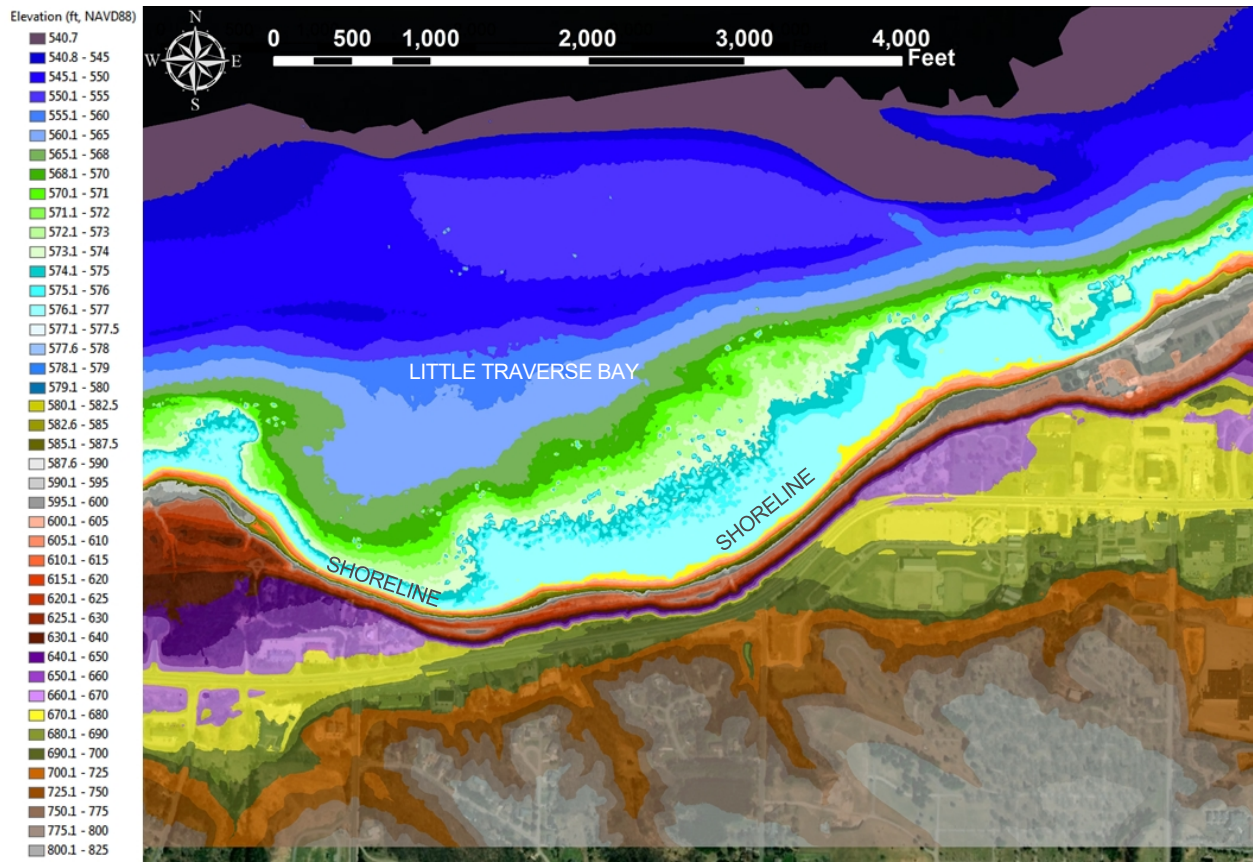 Elevation (ft, NAVD88)
540.7
540.8 - 545
545.1 - 550
550.1 - 555
555.1 - 560
560.1 - 565
565.1 - 568
568.1 - 570
570.1 - 571
571.1 - 572
572.1 - 573
573.1 - 574
574.1 - 575
575.1 - 576
576.1 - 577
577.1 - 577.5
577.6 - 578
578.1 - 579
579.1 - 580
580.1 - 582.5
582.6 - 585
585.1 - 587.5
587.6 - 590
590.1 - 595
595.1 - 600
600.1 - 605
605.1 - 610
610.1 - 615
615.1 - 620
620.1 - 625
625.1 - 630
630.1 - 640
640.1 - 650
650.1 - 660
660.1 - 670
670.1 - 680
680.1 - 690
690.1 - 700
700.1 - 725
725.1 - 750
750.1 - 775
775.1 - 800
800.1 - 825
N
W E
S
0 500 1,000 2,000 3,000 4,000
Feet
LITTLE TRAVERSE BAY
SHORELINE
SHORELINE